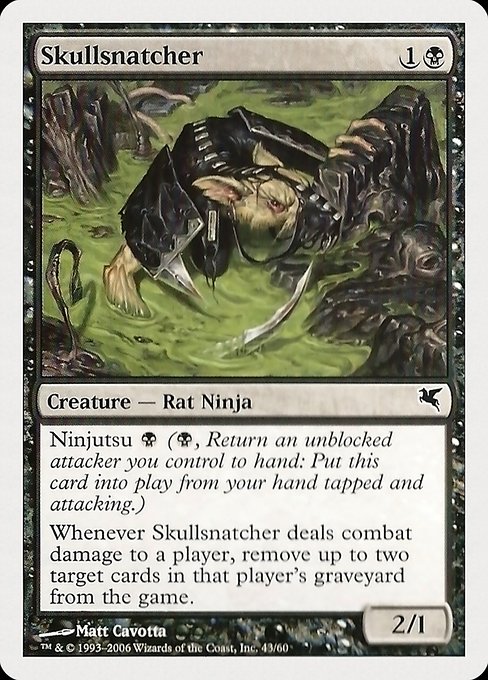 Skullsnatcher 1
Creature — Rat Ninja
Ninjutsu (, Return an unblocked
attacker you control to hand: Put this
card into play from your hand tapped and
attacking.)
Whenever Skullsnatcher deals combat
damage to a player, remove up to two
target cards in that player's graveyard
from the game.
Matt Cavotta
2/1
™ & © 1993–2006 Wizards of the Coast, Inc. 43/60